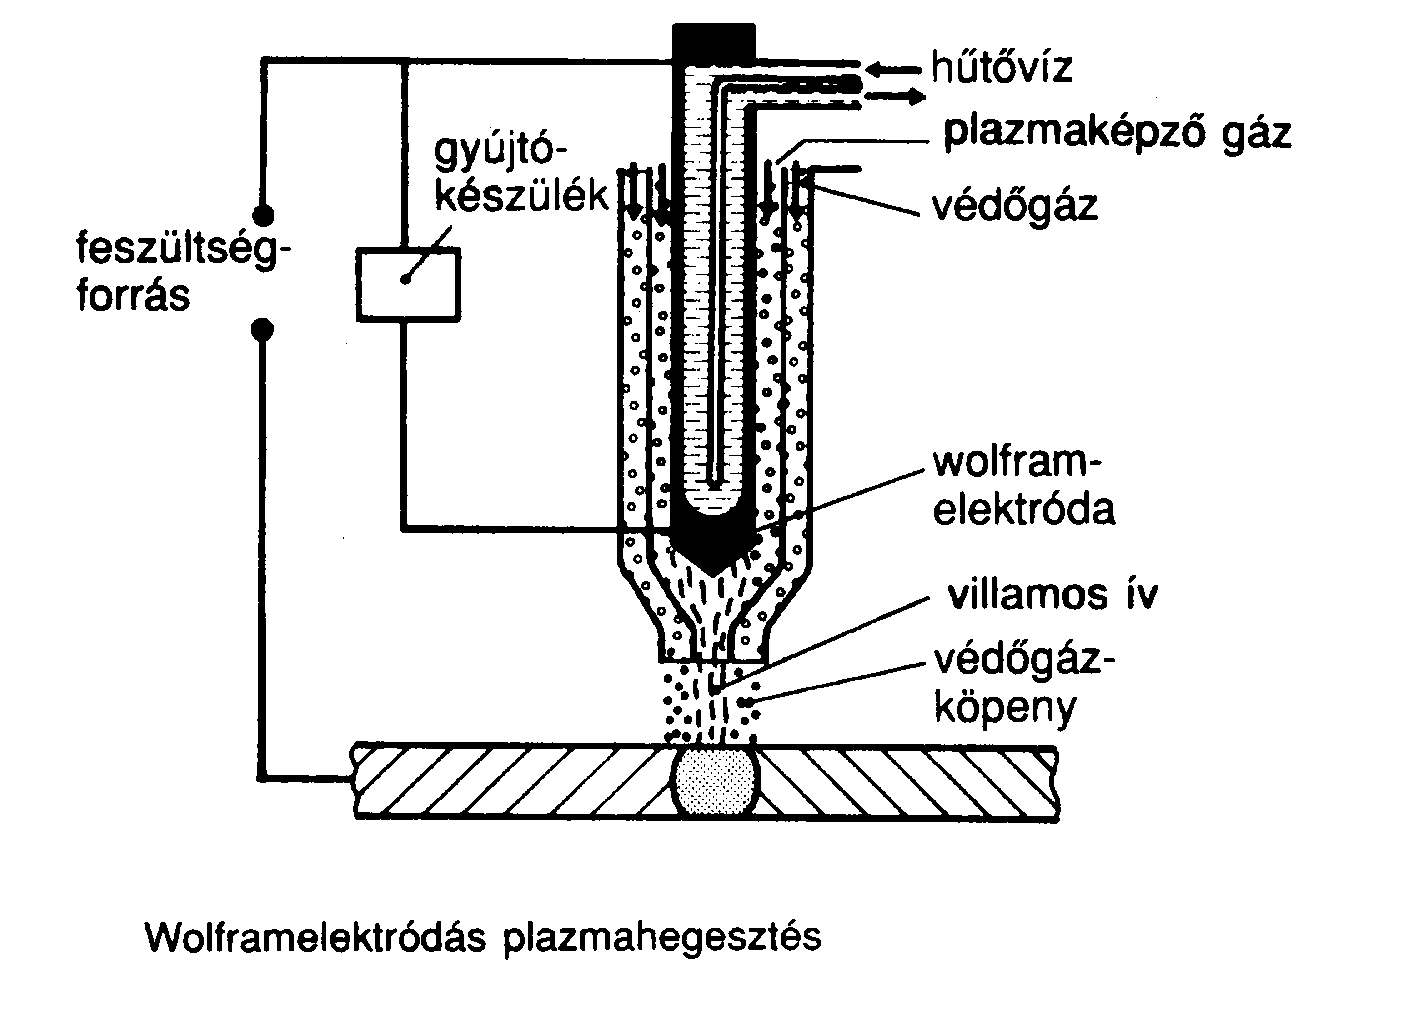 hűtővíz
plazmaképző gáz
gyújtó-
készülék
védőgáz
feszültség-
forrás
wolfram-
elektróda
villamos ív
védőgáz-
köpeny
Wolframelektródás plazmahegesztés